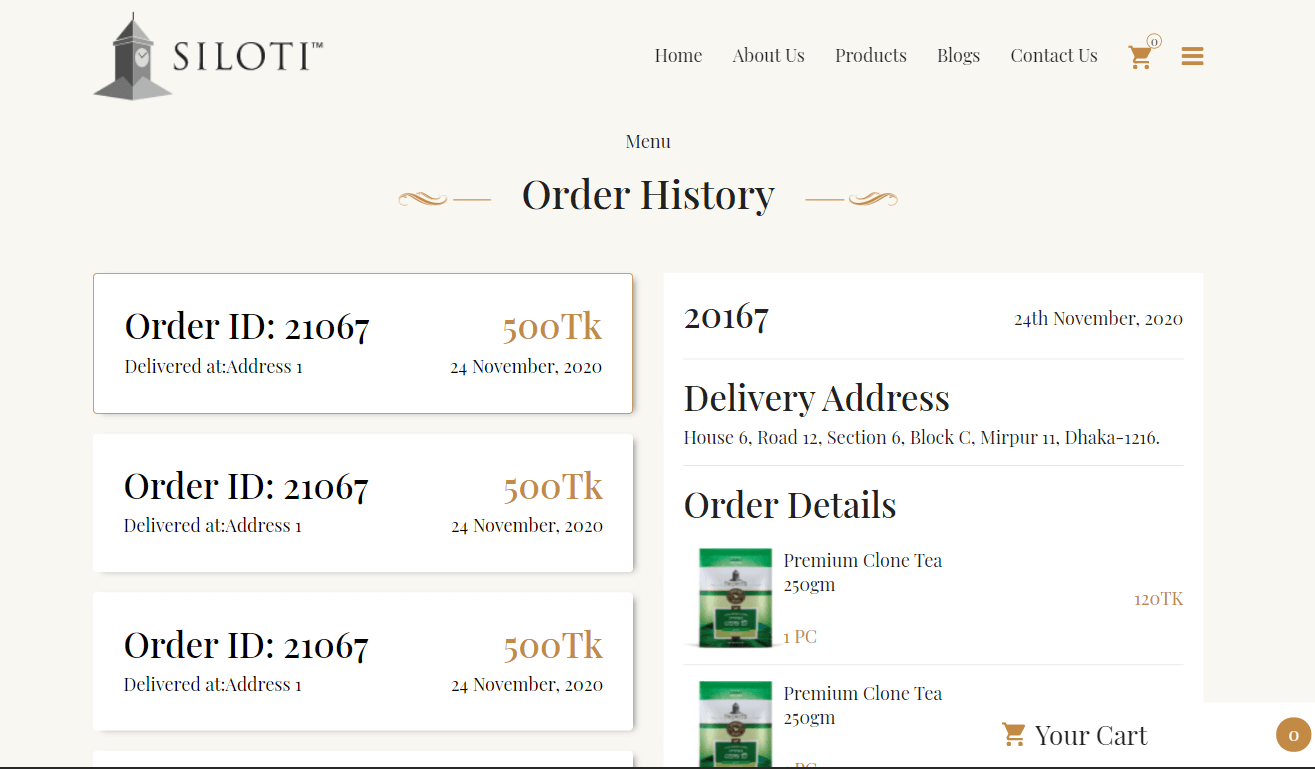 SILOTI™
Home
About Us
Products
Blogs
Contact Us
0
Menu
Order History
Order ID: 21067
500Tk
Delivered at:Address 1
24 November, 2020
Order ID: 21067
500Tk
Delivered at:Address 1
24 November, 2020
Order ID: 21067
500Tk
Delivered at:Address 1
24 November, 2020
20167
24th November, 2020
Delivery Address
House 6, Road 12, Section 6, Block C, Mirpur 11, Dhaka-1216.
Order Details
Premium Clone Tea
250gm
120TK
1 PC
Premium Clone Tea
250gm
Your Cart
0